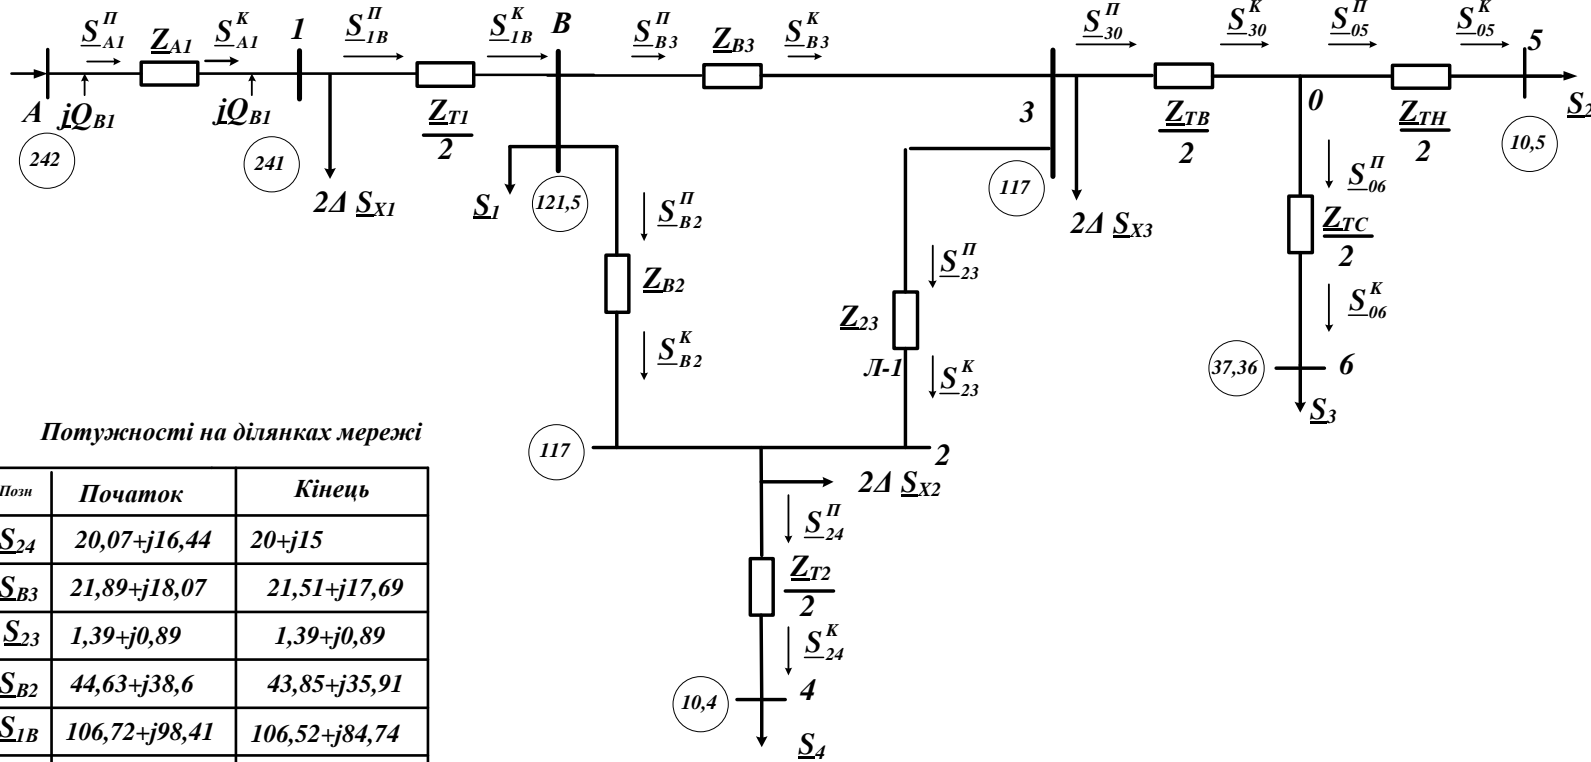 S^П_A1 Z_A1 S^К_A1 1 S^П_1B S^К_1B B S^П_B3 Z_B3 S^К_B3 S^П_30 S^К_30 S^П_05 S^К_05 5
A jQ_B1 jQ_B1 Z_T1/2 3 Z_TB/2 0 Z_TH/2 S_2
242 241 10,5
2Δ S_X1 S_1 121,5 117 2Δ S_X3 S^П_06
S^П_B2 S^П_23 Z_TC/2
Z_B2 Z_23 S^К_06
S^К_B2 Л-1 S^К_23 37,36 6
S_3
Потужності на ділянках мережі
117 2
2Δ S_X2
Позн Початок Кінець
S^П_24
S_24 20,07+j16,44 20+j15
Z_T2/2
S_B3 21,89+j18,07 21,51+j17,69
S_23 1,39+j0,89 1,39+j0,89
S^К_24
S_B2 44,63+j38,6 43,85+j35,91
10,4 4
S_1B 106,72+j98,41 106,52+j84,74
S_4